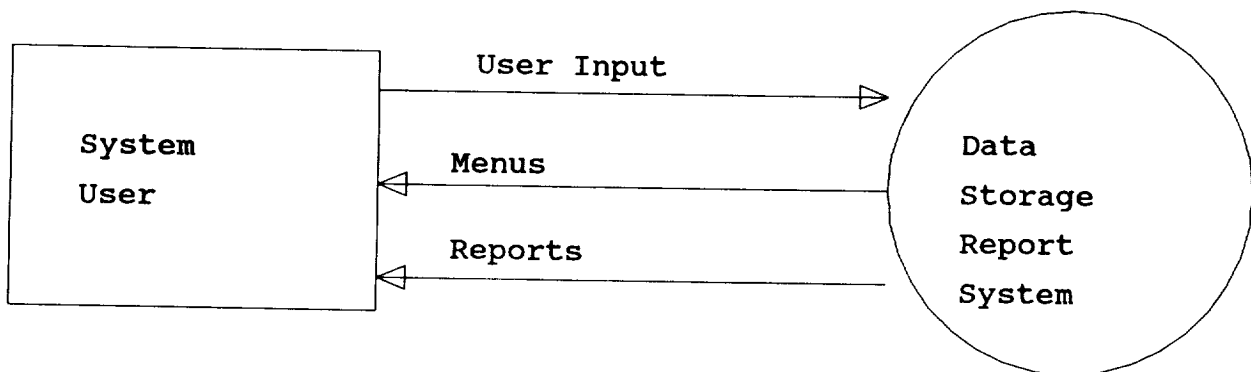 System
User
User Input
Menus
Reports
Data
Storage
Report
System